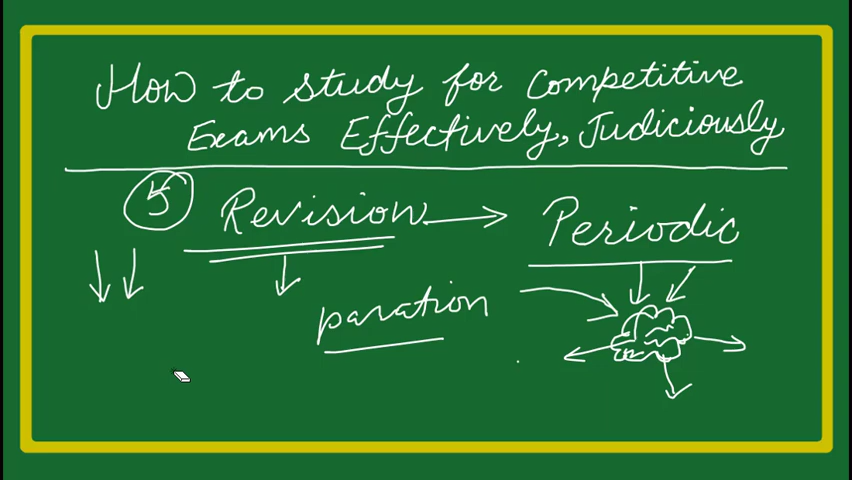 How to study for Competitive
Exams Effectively, Judiciously
5 Revision Periodic
paration